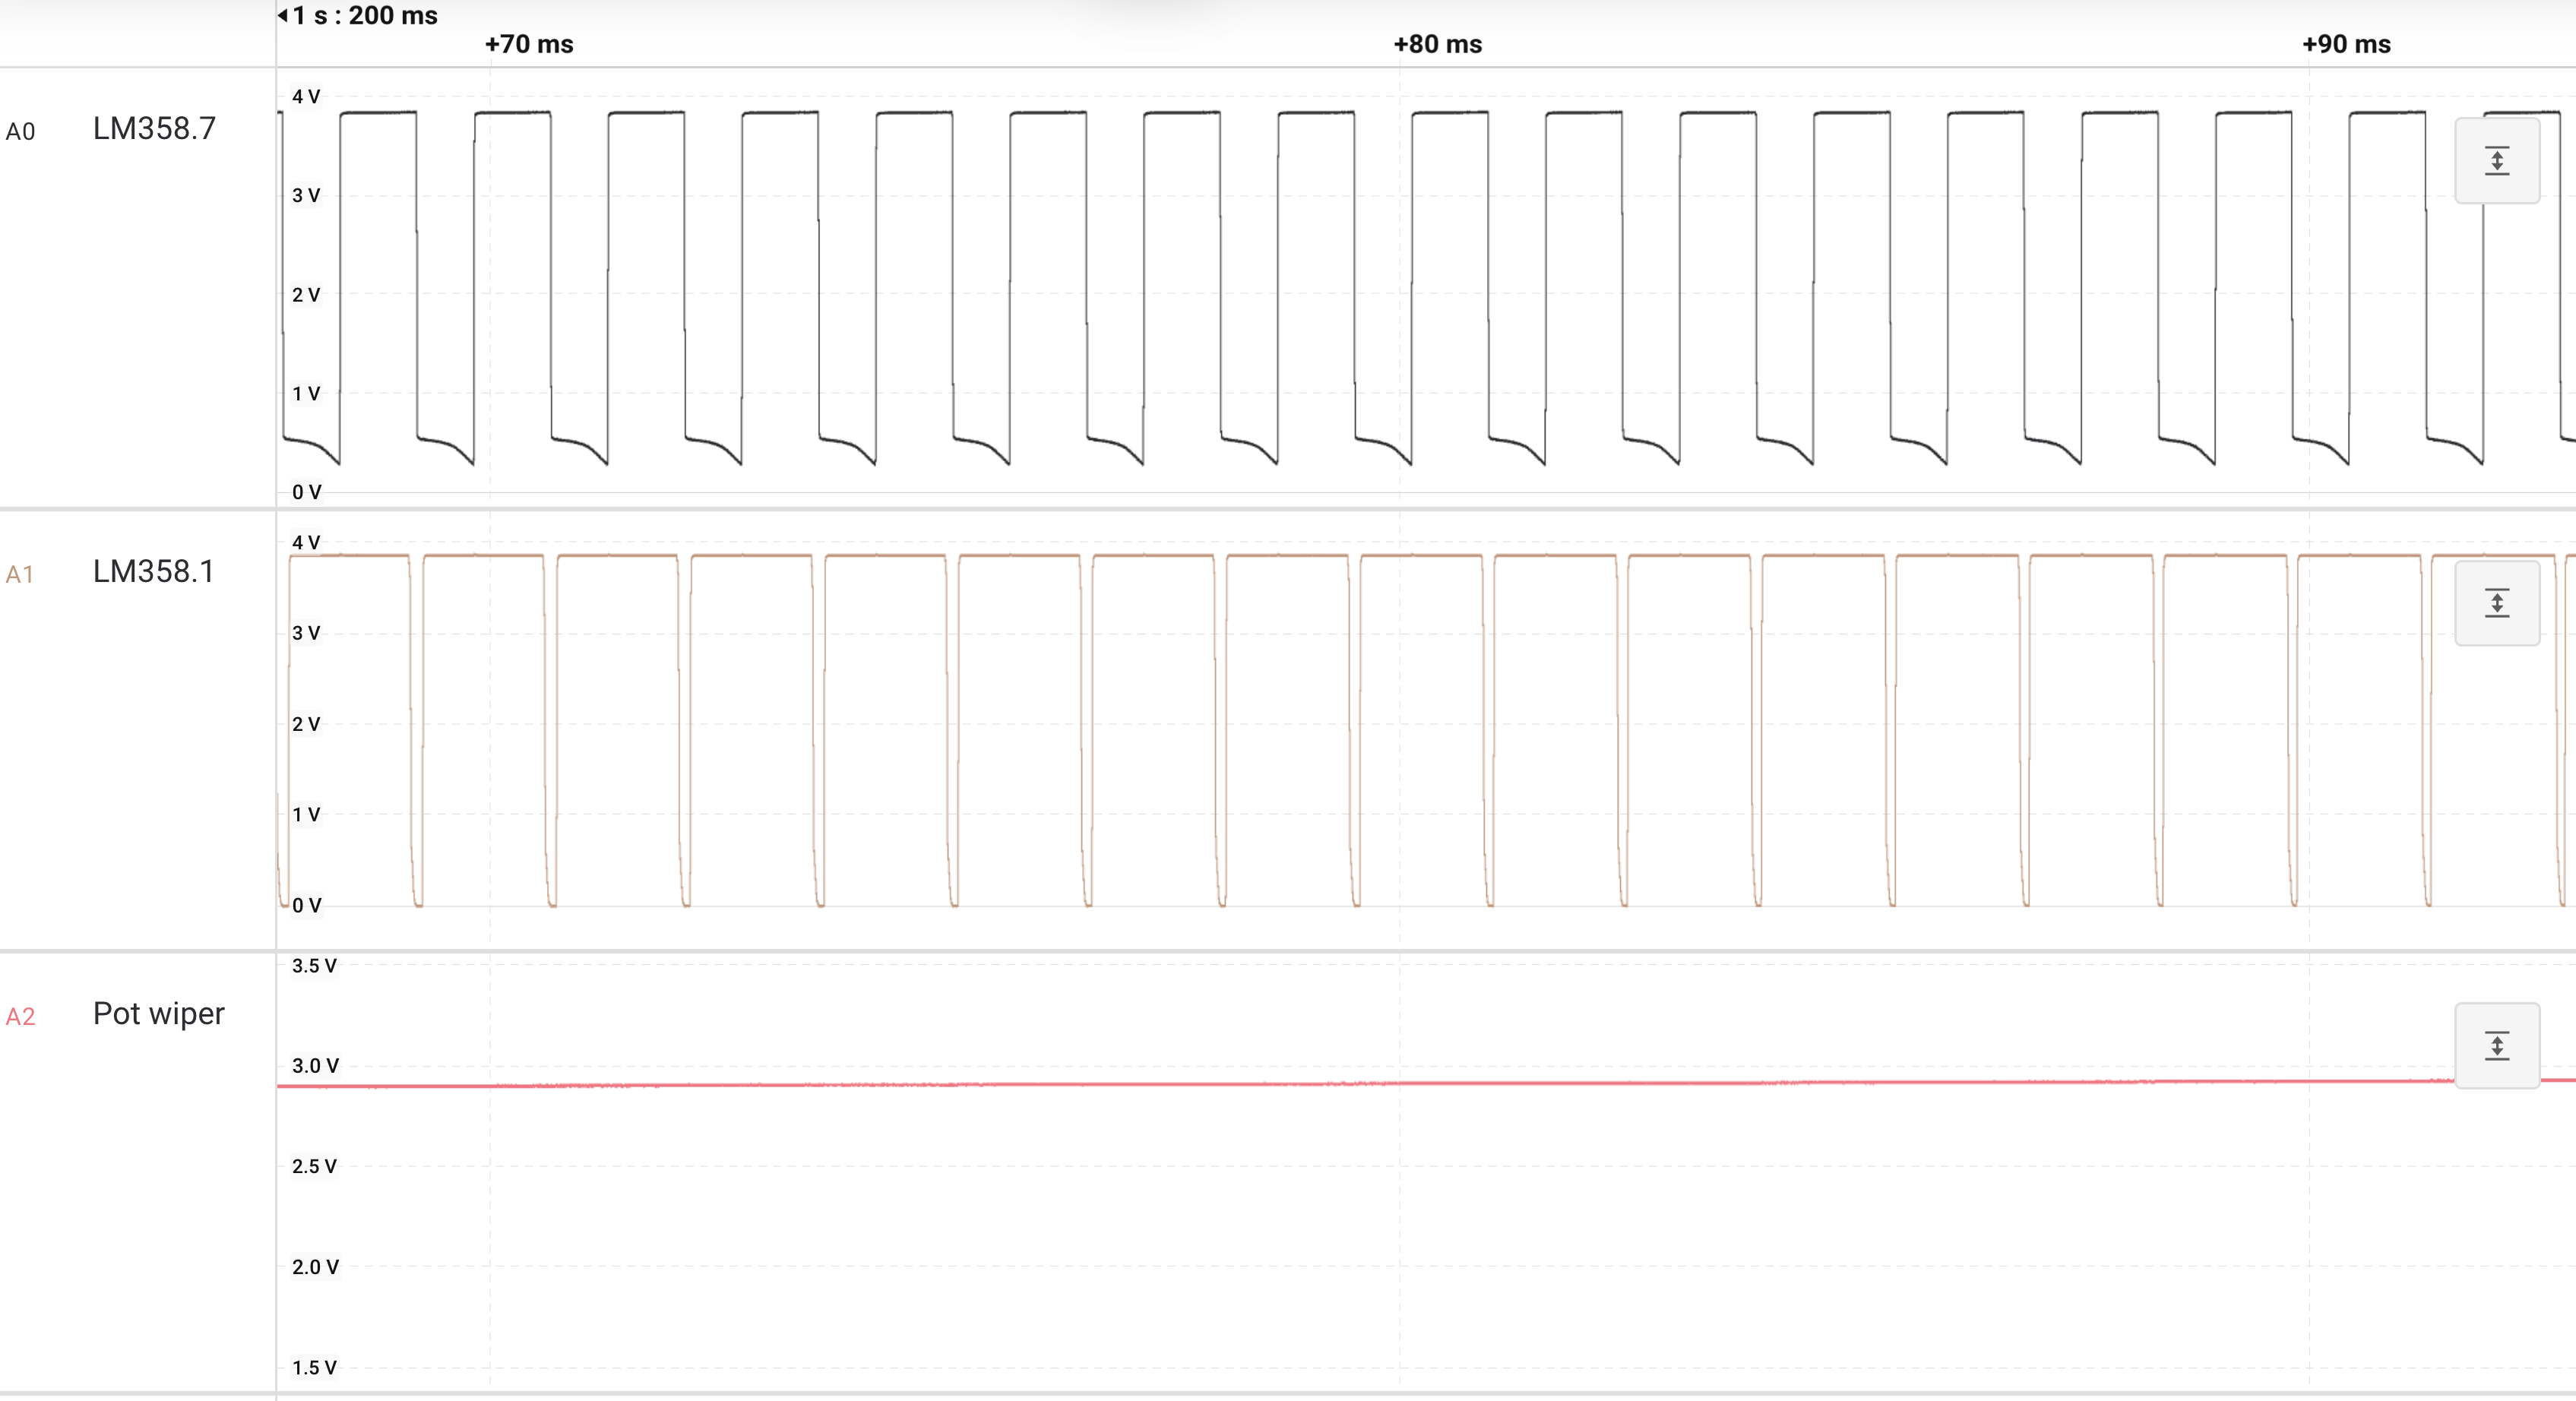 1 s : 200 ms
+70 ms +80 ms +90 ms
A0 LM358.7
4 V
3 V
2 V
1 V
0 V
A1 LM358.1
4 V
3 V
2 V
1 V
0 V
A2 Pot wiper
3.5 V
3.0 V
2.5 V
2.0 V
1.5 V